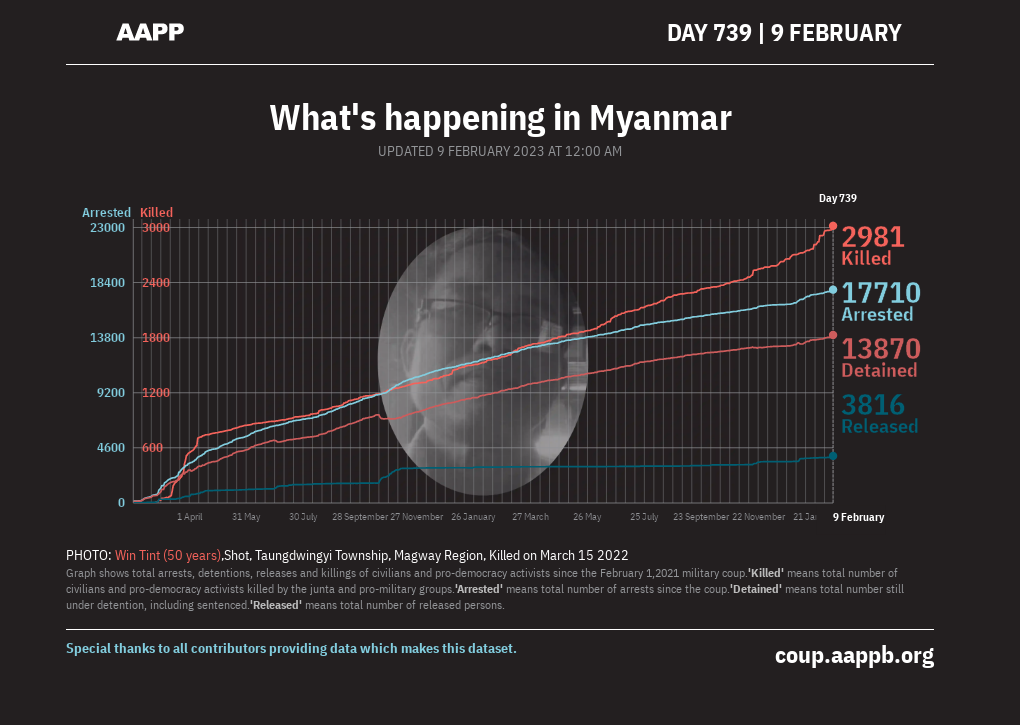 AAPP
DAY 739 | 9 FEBRUARY
What's happening in Myanmar
UPDATED 9 FEBRUARY 2023 AT 12:00 AM
Day 739
Arrested Killed
23000 3000
18400 2400
13800 1800
9200 1200
4600 600
0
2981
Killed
17710
Arrested
13870
Detained
3816
Released
1 April 31 May 30 July 28 September 27 November 26 January 27 March 26 May 25 July 23 September 22 November 21 Ja 9 February
PHOTO: Win Tint (50 years),Shot, Taungdwingyi Township, Magway Region, Killed on March 15 2022
Graph shows total arrests, detentions, releases and killings of civilians and pro-democracy activists since the February 1,2021 military coup.'Killed' means total number of
civilians and pro-democracy activists killed by the junta and pro-military groups.'Arrested' means total number of arrests since the coup.'Detained' means total number still
under detention, including sentenced.'Released' means total number of released persons.
Special thanks to all contributors providing data which makes this dataset.
coup.aappb.org